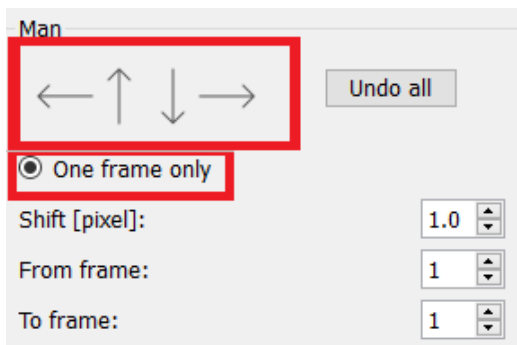 Man
Undo all
One frame only
Shift [pixel]: 1.0
From frame: 1
To frame: 1